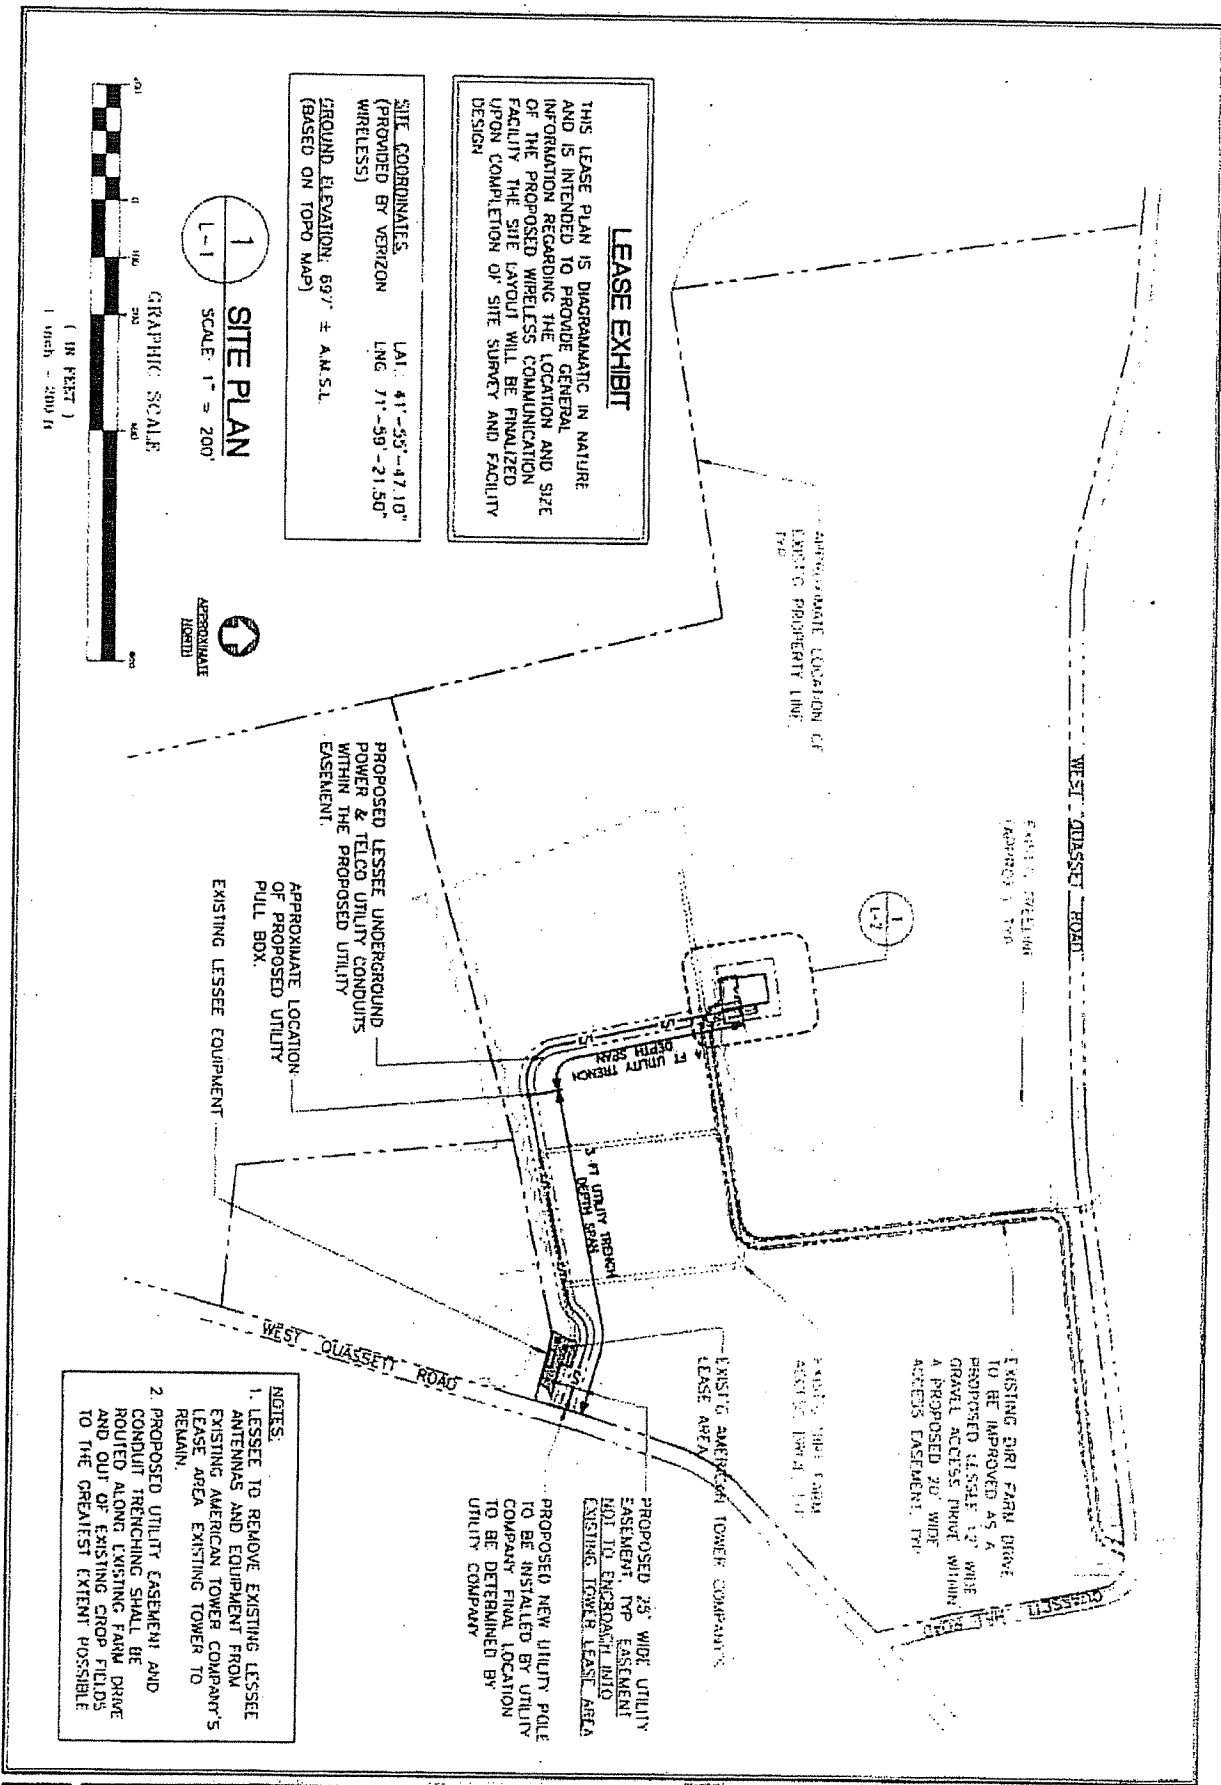 LEASE EXHIBIT
THIS LEASE PLAN IS DIAGRAMMATIC IN NATURE
AND IS INTENDED TO PROVIDE GENERAL
INFORMATION REGARDING THE LOCATION AND SIZE
OF THE PROPOSED WIRELESS COMMUNICATION
FACILITY THE SITE LAYOUT WILL BE FINALIZED
UPON COMPLETION OF SITE SURVEY AND FACILITY
DESIGN
SITE COORDINATES:
(PROVIDED BY VERIZON
WIRELESS)
LAT.: 41°-55'-47.10"
LNG 71°-59'-21.50"
GROUND ELEVATION: 697' ± A.M.S.L.
(BASED ON TOPO MAP)
1
L-1
SITE PLAN
SCALE: 1" = 200'
GRAPHIC SCALE
( IN FEET )
1 inch = 200 ft
APPROXIMATE
NORTH
APPROXIMATE LOCATION OF
EXIST'G PROPERTY LINE,
TYP
WEST QUASSET ROAD
(APPROX.), TYP.
1
L-2
PROPOSED LESSEE UNDERGROUND
POWER & TELCO UTILITY CONDUITS
WITHIN THE PROPOSED UTILITY
EASEMENT.
APPROXIMATE LOCATION
OF PROPOSED UTILITY
PULL BOX.
EXISTING LESSEE EQUIPMENT
FT UTILITY TRENCH
DEPTH SPAN
3-FT UTILITY TRENCH
DEPTH SPAN
WEST QUASSETT ROAD
EXISTING DIRT FARM DRIVE
TO BE IMPROVED AS A
PROPOSED LESSEE 12' WIDE
GRAVEL ACCESS DRIVE WITHIN
A PROPOSED 20' WIDE
ACCESS EASEMENT, TYP.
EXIST'G AMERICAN TOWER COMPANY'S
LEASE AREA
PROPOSED 25' WIDE UTILITY
EASEMENT, TYP EASEMENT
NOT TO ENCROACH INTO
EXISTING TOWER LEASE AREA
PROPOSED NEW UTILITY POLE
TO BE INSTALLED BY UTILITY
COMPANY FINAL LOCATION
TO BE DETERMINED BY
UTILITY COMPANY
NOTES:
1. LESSEE TO REMOVE EXISTING LESSEE
ANTENNAS AND EQUIPMENT FROM
EXISTING AMERICAN TOWER COMPANY'S
LEASE AREA EXISTING TOWER TO
REMAIN.
2. PROPOSED UTILITY EASEMENT AND
CONDUIT TRENCHING SHALL BE
ROUTED ALONG EXISTING FARM DRIVE
AND OUT OF EXISTING CROP FIELDS
TO THE GREATEST EXTENT POSSIBLE